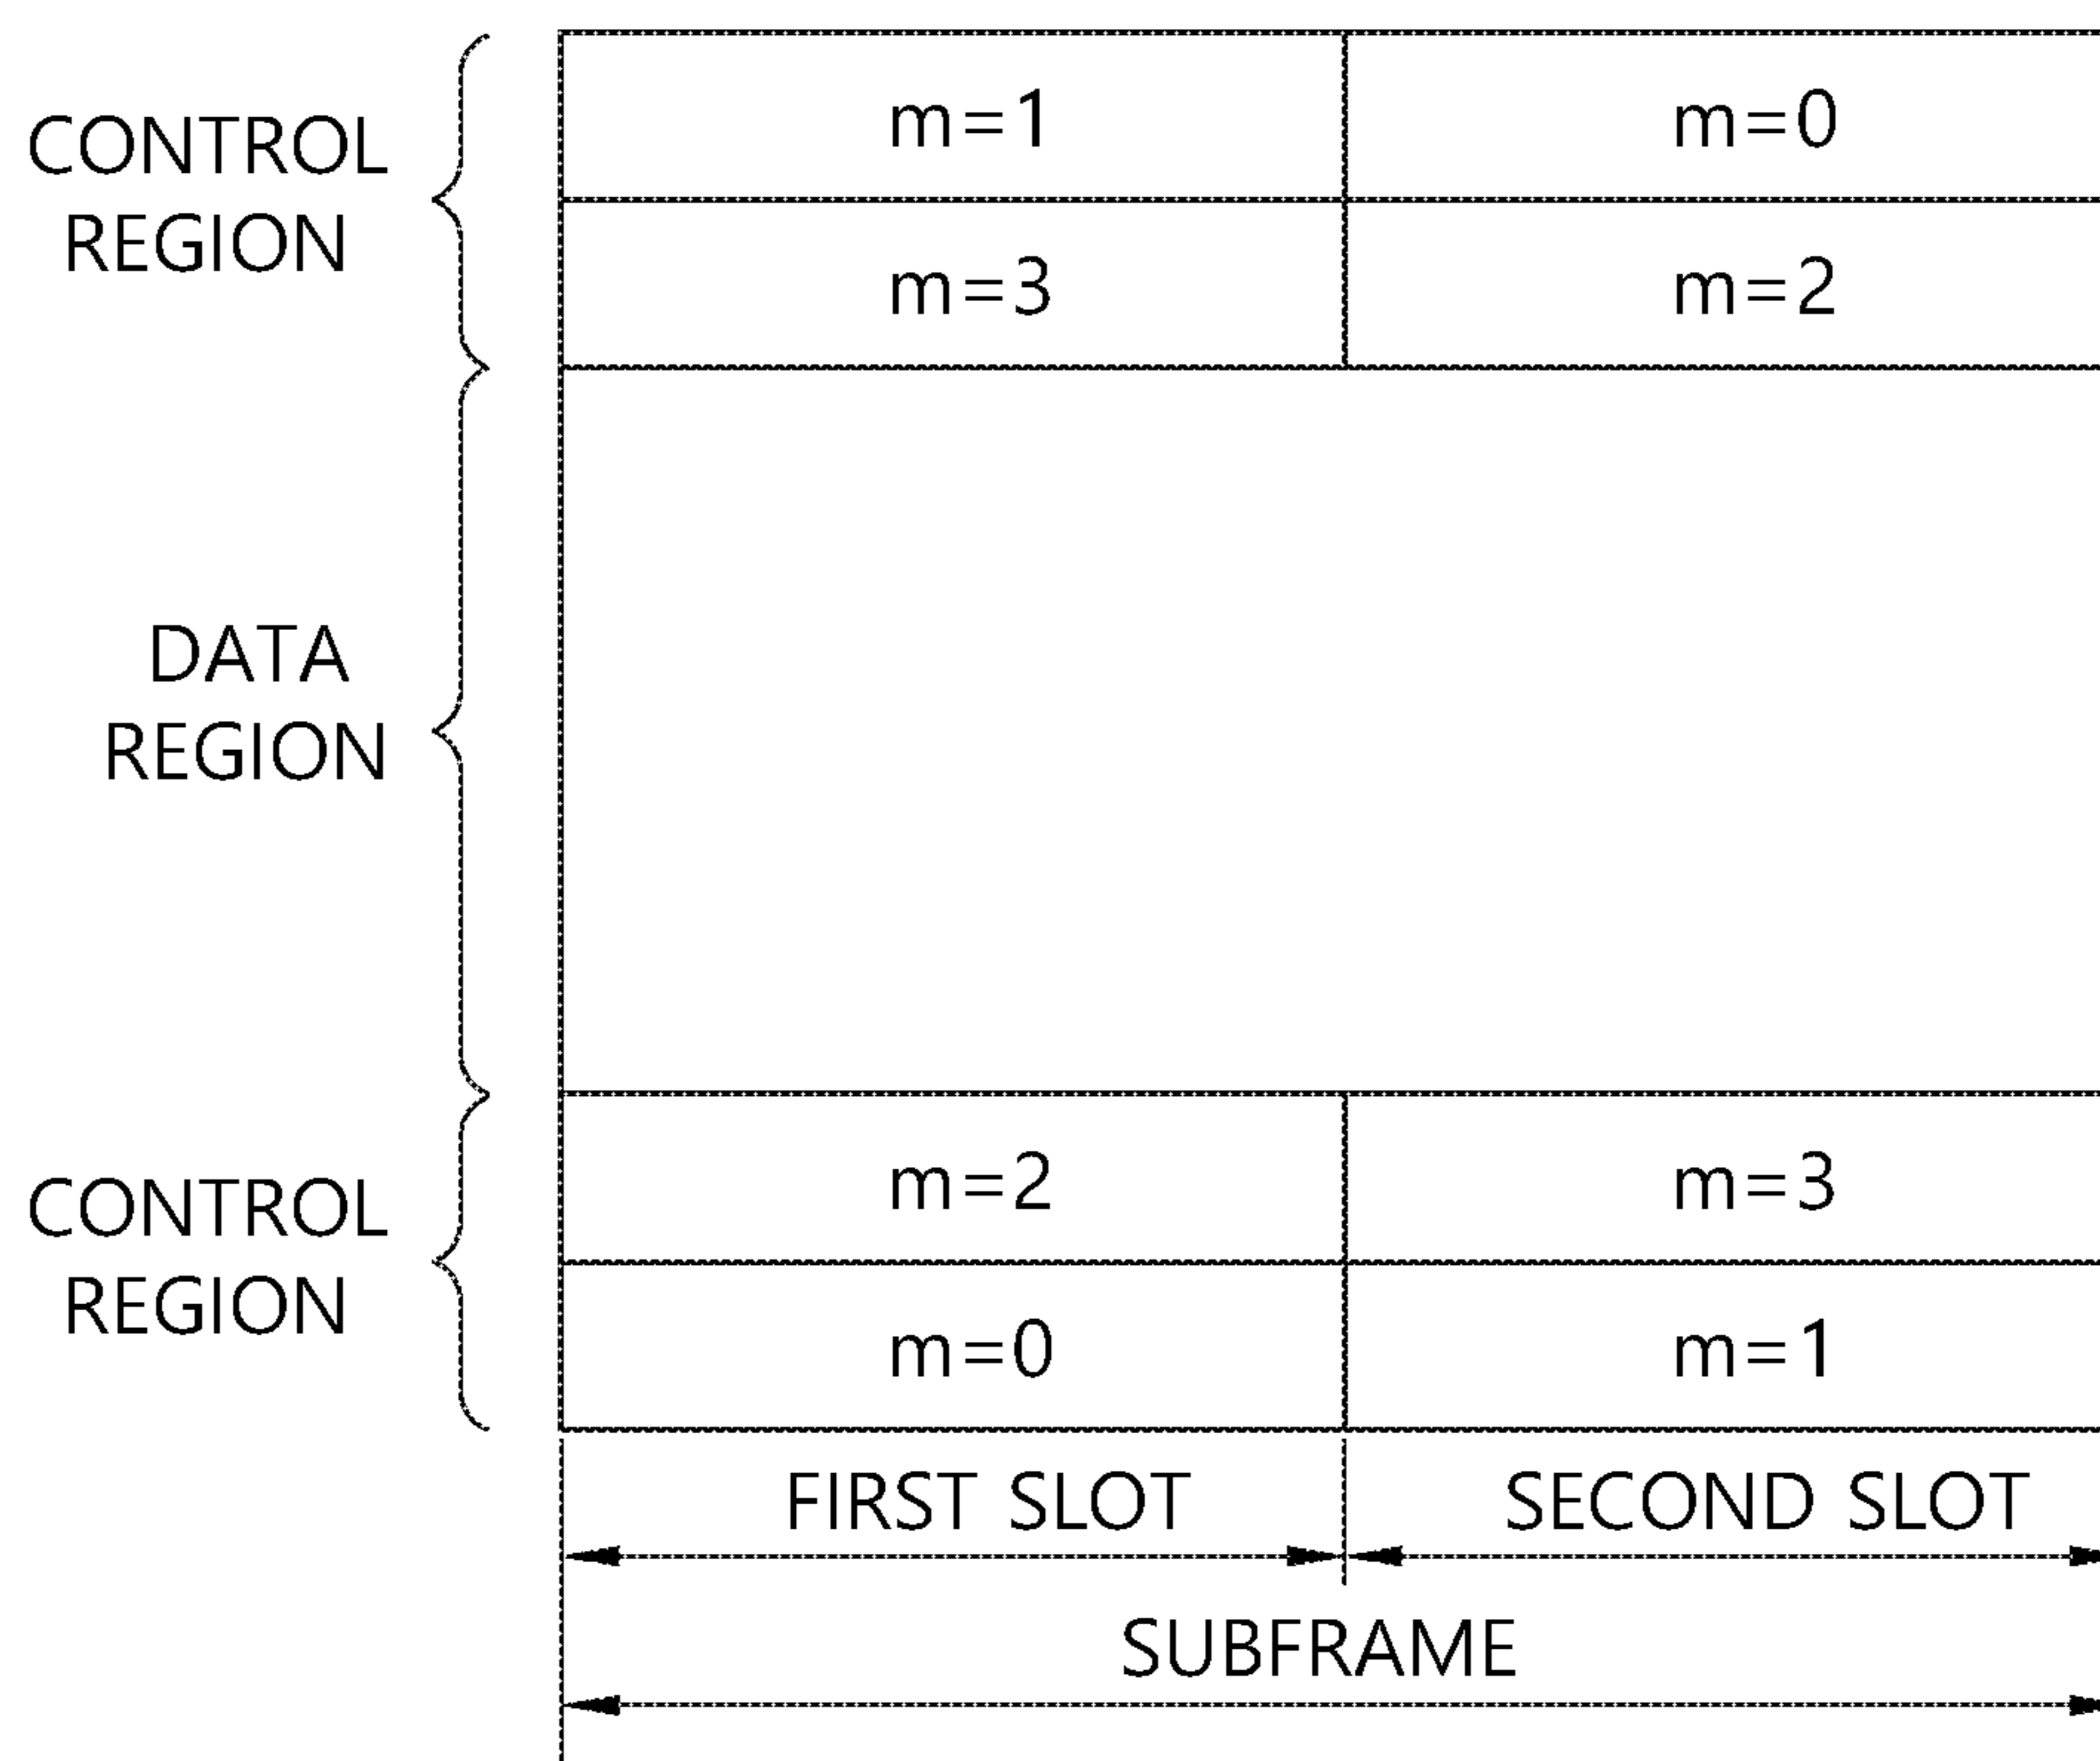 CONTROL
REGION
m=1
m=0
m=3
m=2
DATA
REGION
CONTROL
REGION
m=2
m=3
m=0
m=1
FIRST SLOT
SECOND SLOT
SUBFRAME